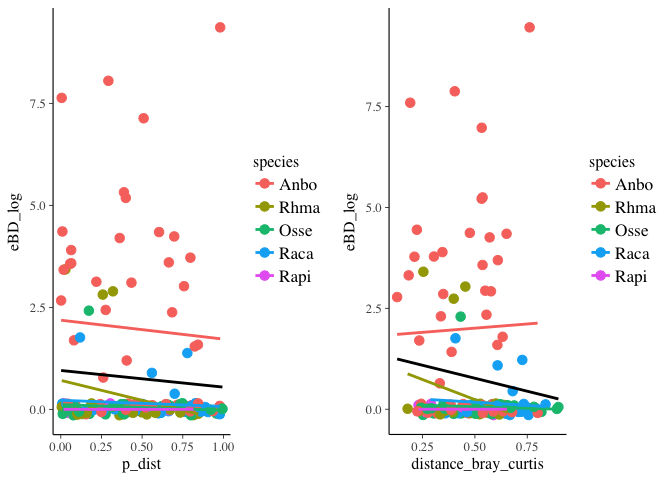 eBD_log
7.5
5.0
2.5
0.0
0.00
0.25
0.50
0.75
1.00
p_dist
species
Anbo
Rhma
Osse
Raca
Rapi
eBD_log
7.5
5.0
2.5
0.0
0.25
0.50
0.75
distance_bray_curtis
species
Anbo
Rhma
Osse
Raca
Rapi